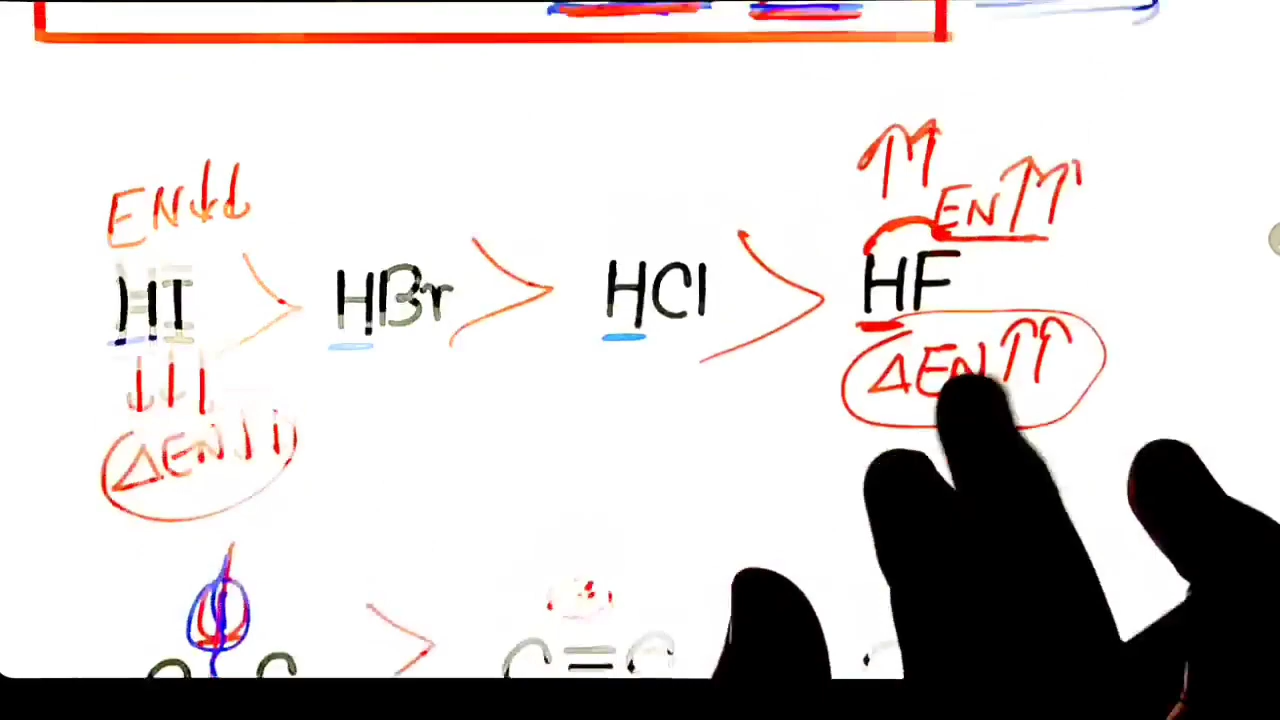 EN↓↓
↑↑
EN↑↑
HI > HBr > HCl > HF
↓↓↓
ΔEN↑↑
ΔEN↓↓
> C=C